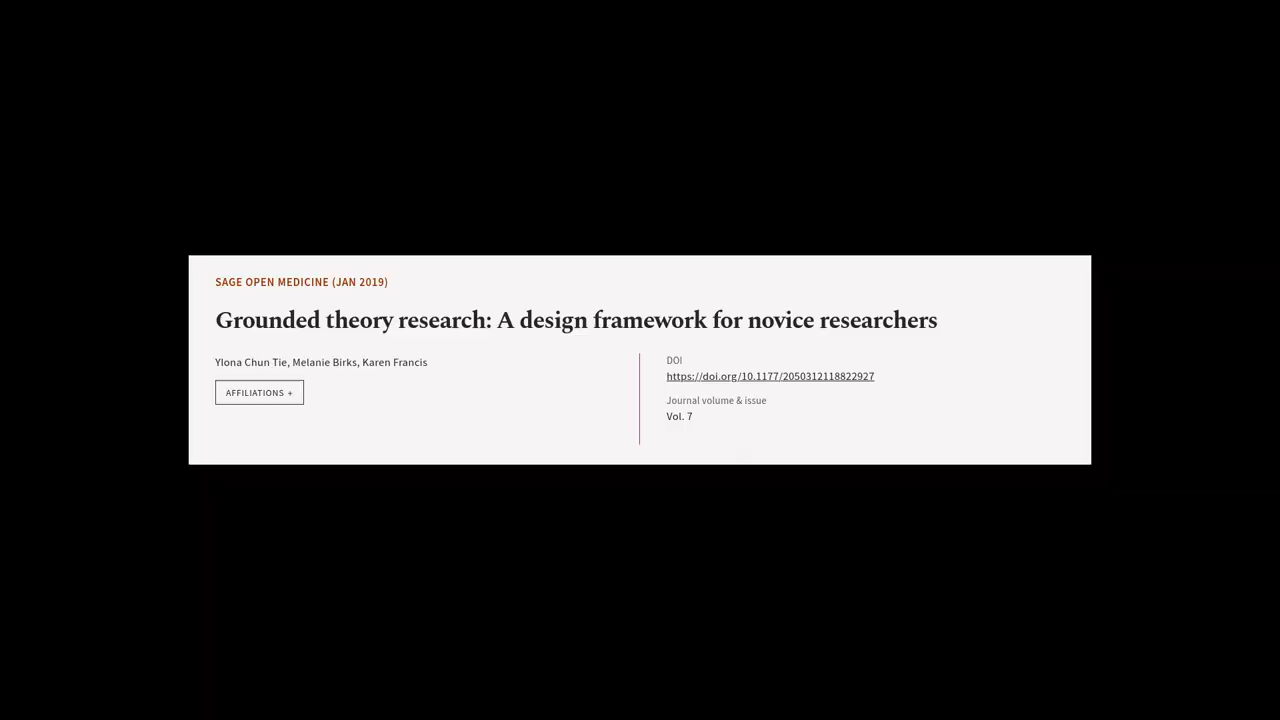 SAGE OPEN MEDICINE (JAN 2019)
Grounded theory research: A design framework for novice researchers
Ylona Chun Tie, Melanie Birks, Karen Francis
AFFILIATIONS +
DOI
https://doi.org/10.1177/2050312118822927
Journal volume & issue
Vol. 7